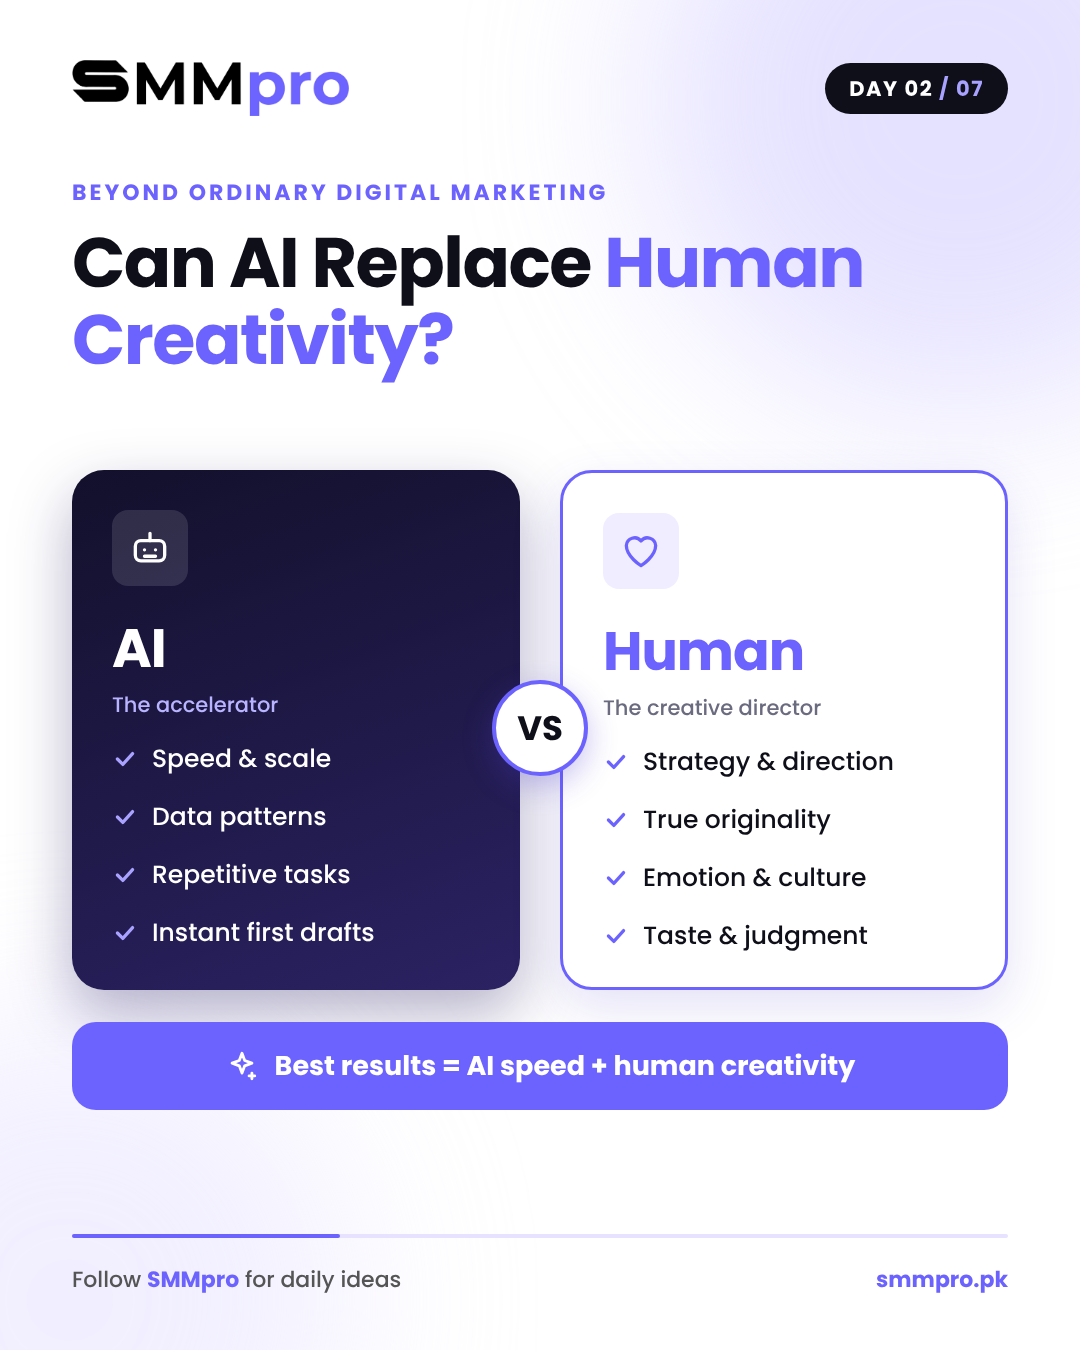 SMMpro
DAY 02 / 07
BEYOND ORDINARY DIGITAL MARKETING
Can AI Replace Human
Creativity?
AI
The accelerator
Speed & scale
Data patterns
Repetitive tasks
Instant first drafts
VS
Human
The creative director
Strategy & direction
True originality
Emotion & culture
Taste & judgment
Best results = AI speed + human creativity
Follow SMMpro for daily ideas
smmpro.pk